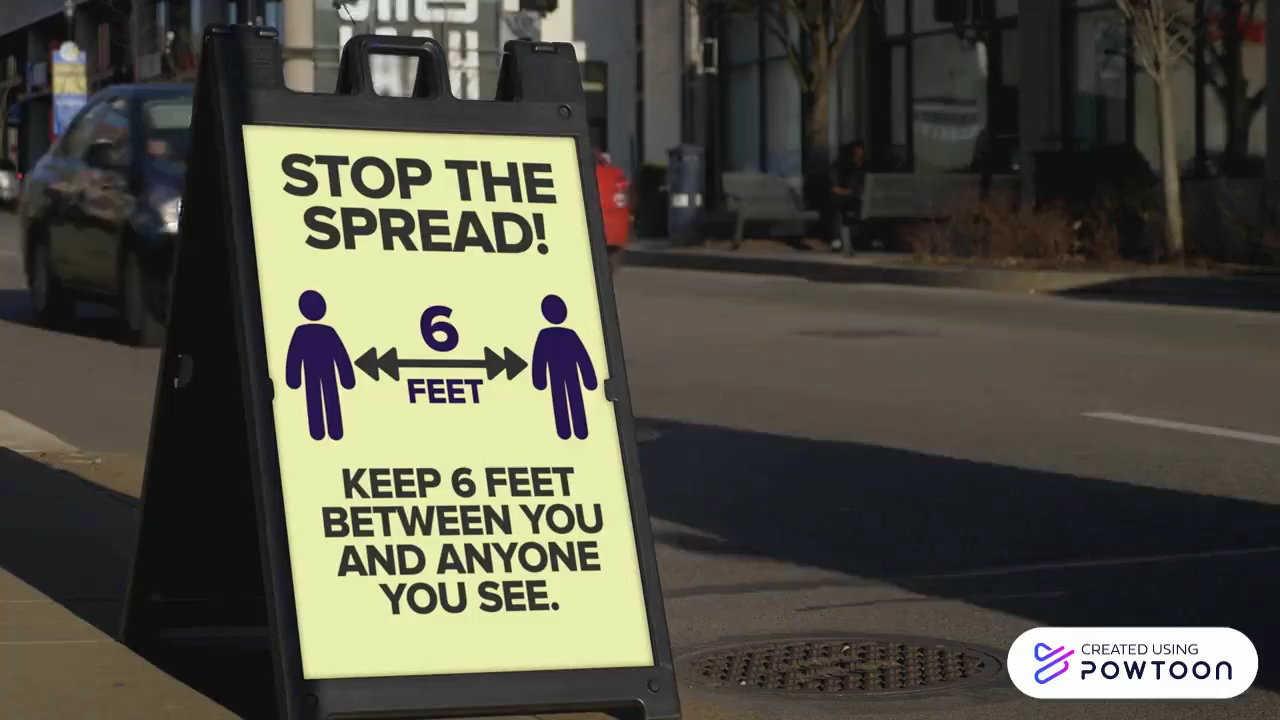 STOP THE
SPREAD!
6
FEET
KEEP 6 FEET
BETWEEN YOU
AND ANYONE
YOU SEE.
CREATED USING
POWTOON